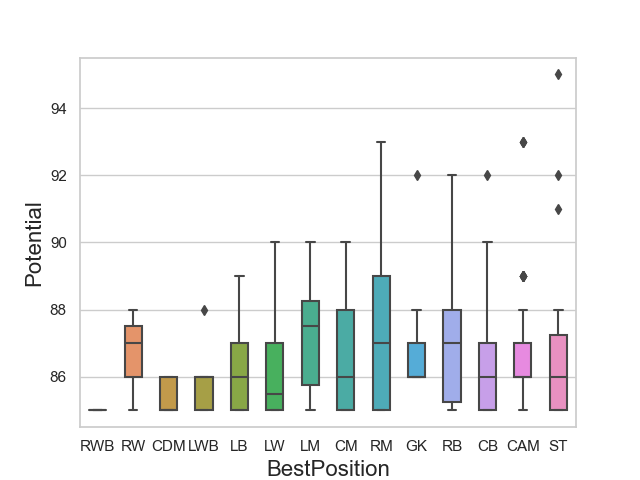 94
92
90
88
86
Potential
RWB RW CDM LWB LB LW LM CM RM GK RB CB CAM ST
BestPosition